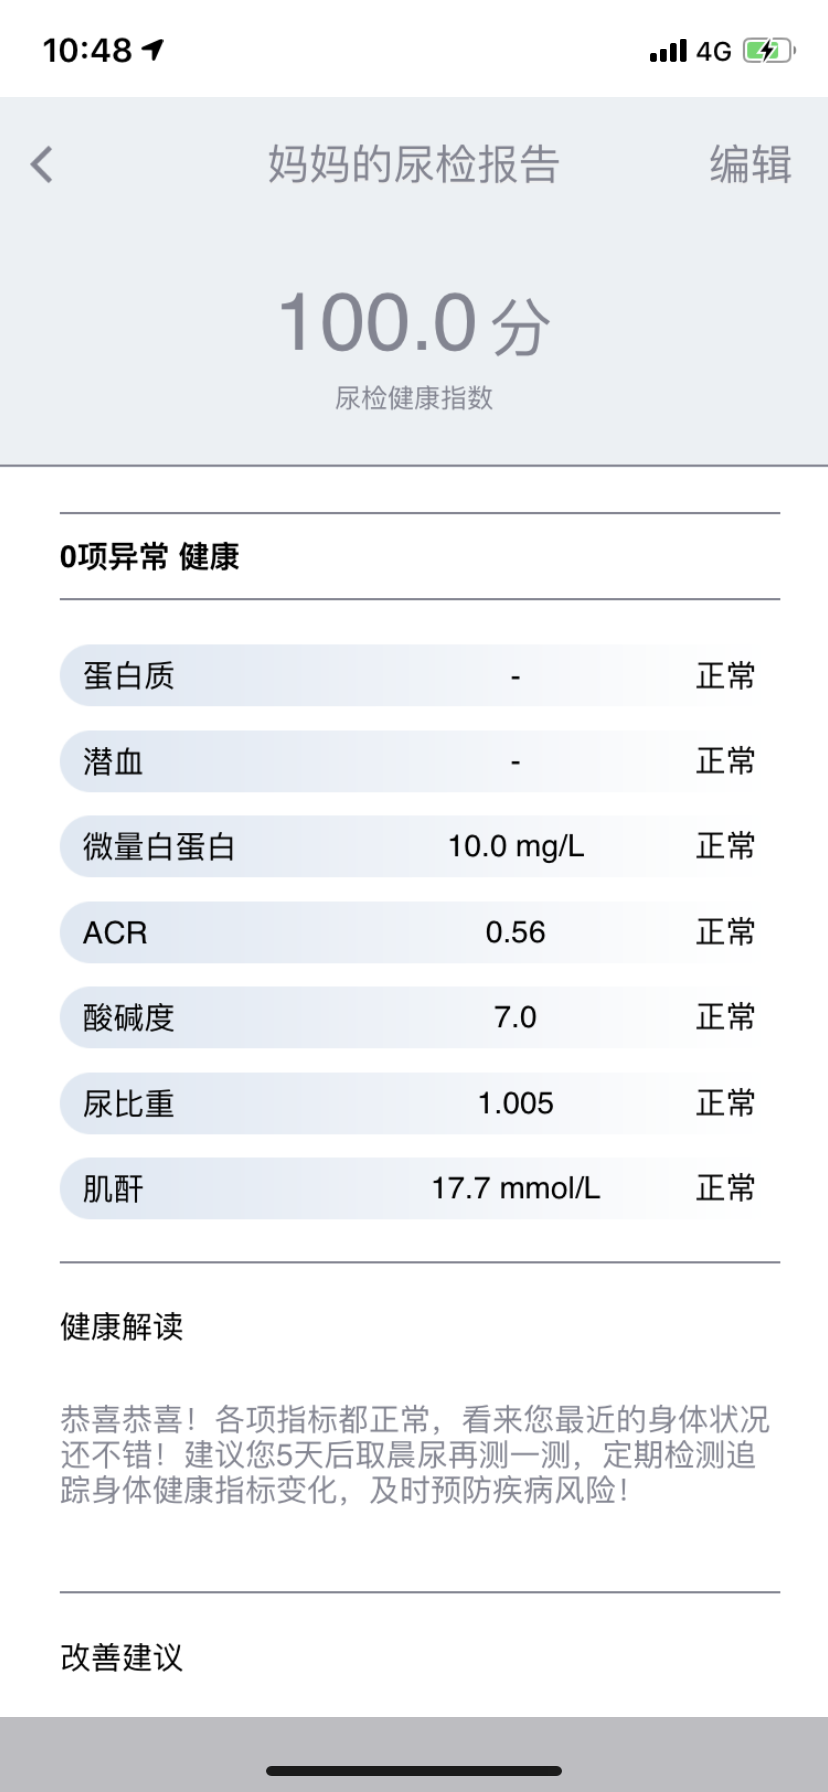 10:48 4G
妈妈的尿检报告 编辑
100.0 分
尿检健康指数
0项异常 健康
蛋白质 - 正常
潜血 - 正常
微量白蛋白 10.0 mg/L 正常
ACR 0.56 正常
酸碱度 7.0 正常
尿比重 1.005 正常
肌酐 17.7 mmol/L 正常
健康解读
恭喜恭喜！各项指标都正常，看来您最近的身体状况
还不错！建议您5天后取晨尿再测一测，定期检测追
踪身体健康指标变化，及时预防疾病风险！
改善建议